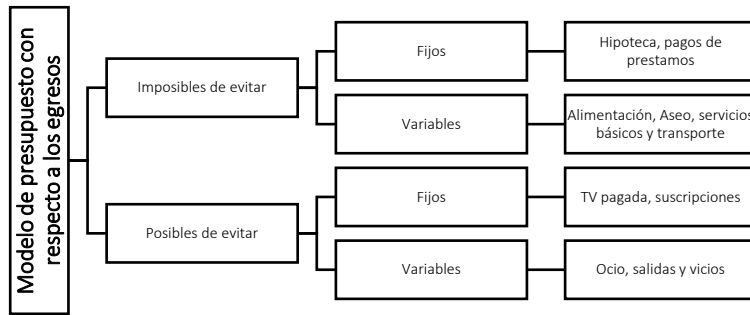 Modelo de presupuesto con
respecto a los egresos
Imposibles de evitar
Fijos
Hipoteca, pagos de
prestamos
Variables
Alimentación, Aseo, servicios
básicos y transporte
Posibles de evitar
Fijos
TV pagada, suscripciones
Variables
Ocio, salidas y vicios